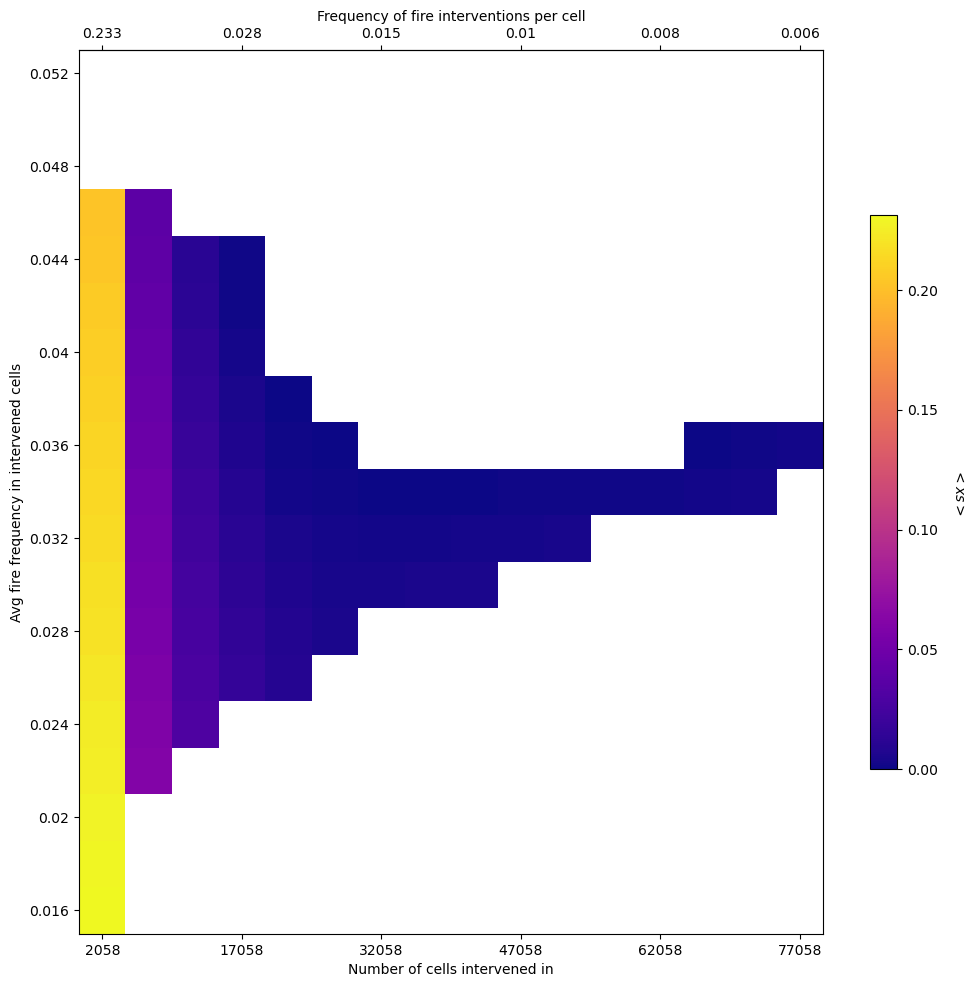 Frequency of fire interventions per cell
0.233 0.028 0.015 0.01 0.008 0.006
Avg fire frequency in intervened cells
0.052
0.048
0.044
0.04
0.036
0.032
0.028
0.024
0.02
0.016
2058 17058 32058 47058 62058 77058
Number of cells intervened in
0.20
0.15
0.10
0.05
0.00
< xs >